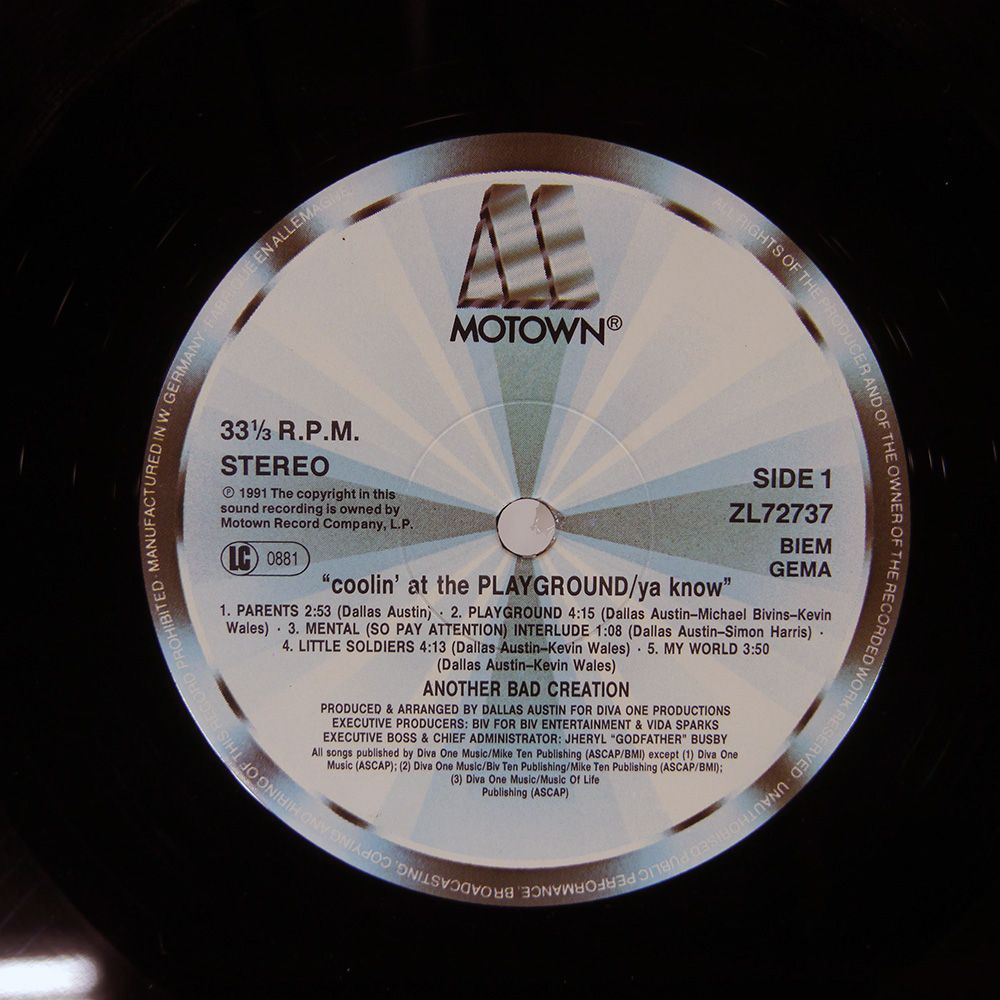 MOTOWN®
33⅓ R.P.M.
STEREO
℗ 1991 The copyright in this
sound recording is owned by
Motown Record Company, L.P.
LC 0881
SIDE 1
ZL72737
BIEM
GEMA
"coolin' at the PLAYGROUND/ya know"
1. PARENTS 2:53 (Dallas Austin) · 2. PLAYGROUND 4:15 (Dallas Austin–Michael Bivins–Kevin
Wales) · 3. MENTAL (SO PAY ATTENTION) INTERLUDE 1:08 (Dallas Austin–Simon Harris) ·
4. LITTLE SOLDIERS 4:13 (Dallas Austin–Kevin Wales) · 5. MY WORLD 3:50
(Dallas Austin–Kevin Wales)
ANOTHER BAD CREATION
PRODUCED & ARRANGED BY DALLAS AUSTIN FOR DIVA ONE PRODUCTIONS
EXECUTIVE PRODUCERS: BIV FOR BIV ENTERTAINMENT & VIDA SPARKS
EXECUTIVE BOSS & CHIEF ADMINISTRATOR: JHERYL "GODFATHER" BUSBY
All songs published by Diva One Music/Mike Ten Publishing (ASCAP/BMI) except (1) Diva One
Music (ASCAP); (2) Diva One Music/Biv Ten Publishing/Mike Ten Publishing (ASCAP/BMI);
(3) Diva One Music/Music Of Life
Publishing (ASCAP)
ALL RIGHTS OF THE PRODUCER AND OF THE OWNER OF THE RECORDED WORK RESERVED · UNAUTHORISED PUBLIC PERFORMANCE, BROADCASTING, COPYING AND HIRING OF THIS RECORD PROHIBITED · MANUFACTURED IN W. GERMANY. FABRIQUE EN ALLEMAGNE